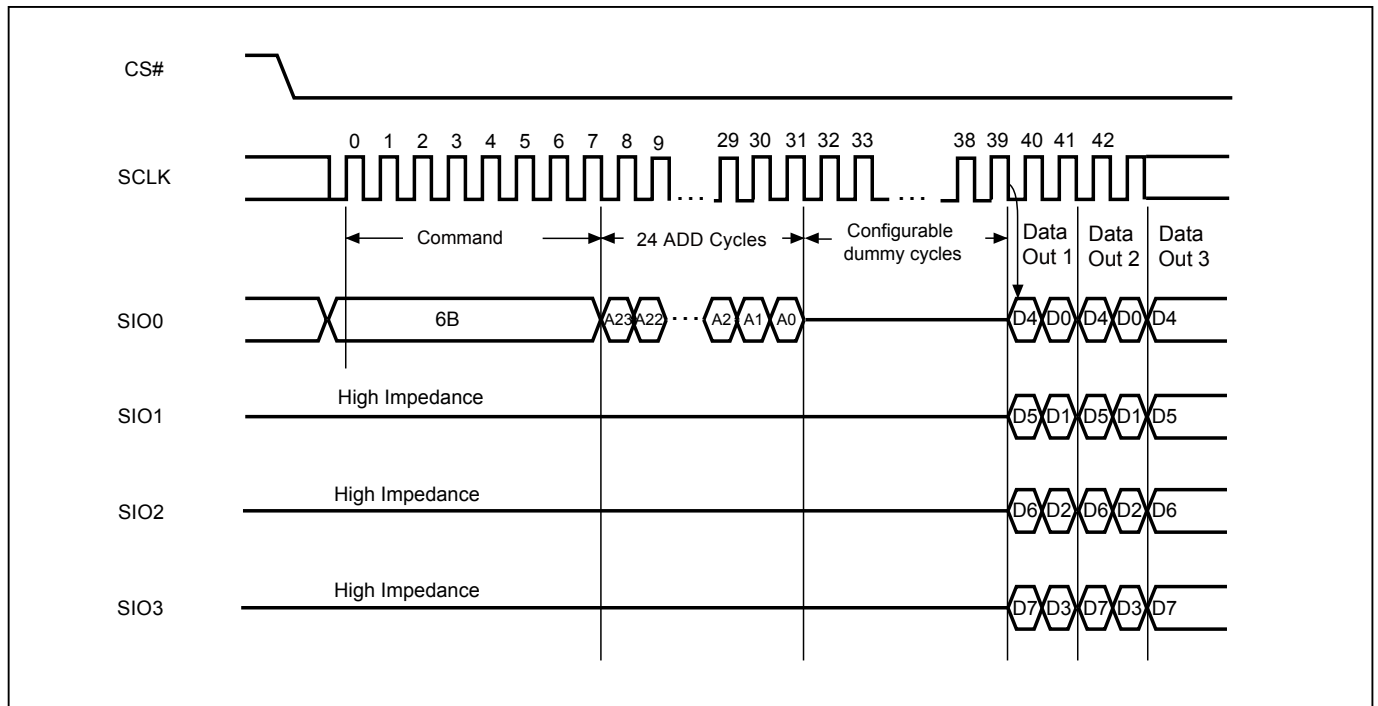 CS#
0 1 2 3 4 5 6 7 8 9 29 30 31 32 33 38 39 40 41 42
SCLK
. . . . . .
Command 24 ADD Cycles Configurable dummy cycles Data Out 1 Data Out 2 Data Out 3
SIO0 6B A23 A22 . . . A2 A1 A0 D4 D0 D4 D0 D4
High Impedance
SIO1 D5 D1 D5 D1 D5
High Impedance
SIO2 D6 D2 D6 D2 D6
High Impedance
SIO3 D7 D3 D7 D3 D7